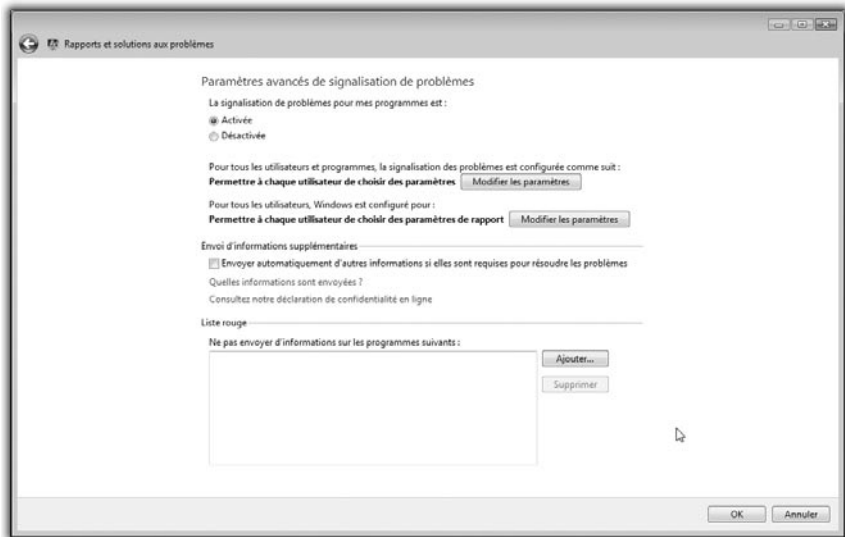 Rapports et solutions aux problèmes
Paramètres avancés de signalisation de problèmes
La signalisation de problèmes pour mes programmes est :
Activée
Désactivée
Pour tous les utilisateurs et programmes, la signalisation des problèmes est configurée comme suit :
Permettre à chaque utilisateur de choisir des paramètres Modifier les paramètres
Pour tous les utilisateurs, Windows est configuré pour :
Permettre à chaque utilisateur de choisir des paramètres de rapport Modifier les paramètres
Envoi d'informations supplémentaires
Envoyer automatiquement d'autres informations si elles sont requises pour résoudre les problèmes
Quelles informations sont envoyées ?
Consultez notre déclaration de confidentialité en ligne
Liste rouge
Ne pas envoyer d'informations sur les programmes suivants :
Ajouter...
Supprimer
OK Annuler